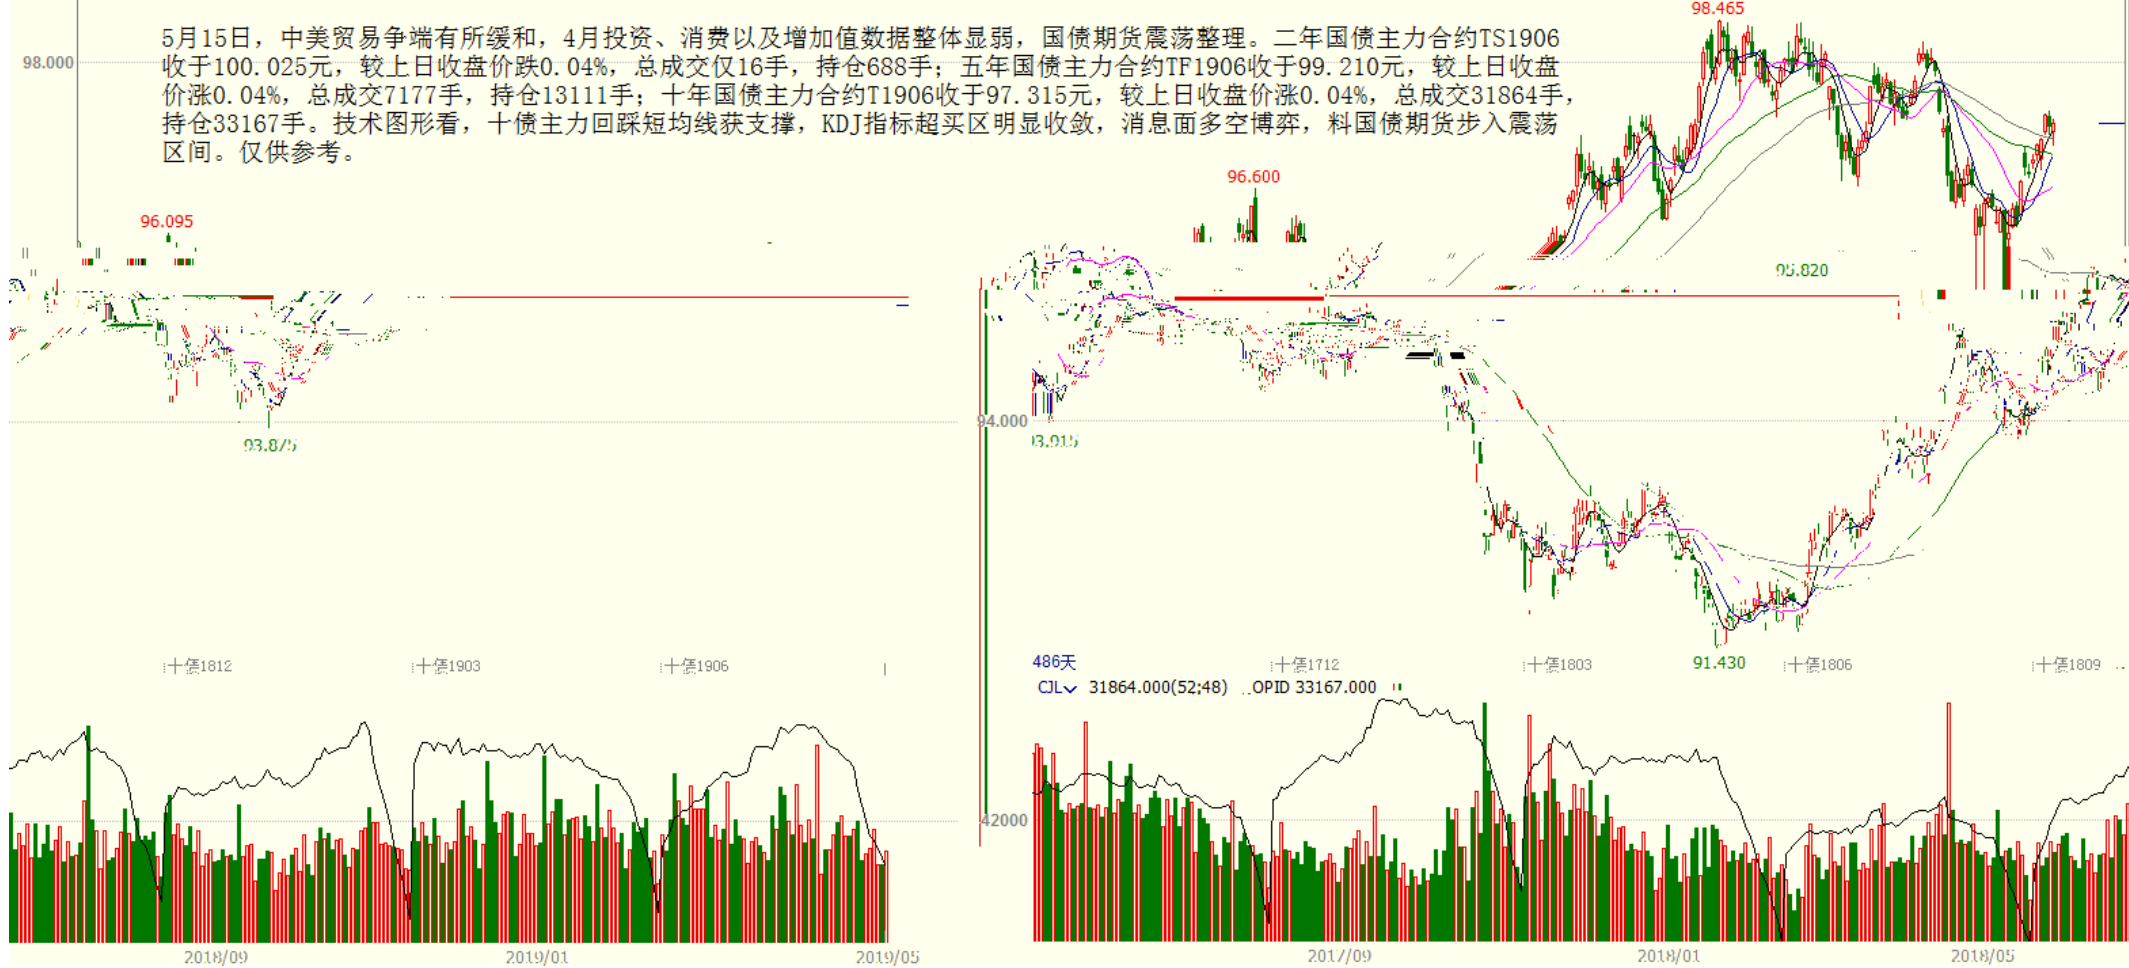 98.465
5月15日，中美贸易争端有所缓和，4月投资、消费以及增加值数据整体显弱，国债期货震荡整理。二年国债主力合约TS1906
收于100.025元，较上日收盘价跌0.04%，总成交仅16手，持仓688手；五年国债主力合约TF1906收于99.210元，较上日收盘
价涨0.04%，总成交7177手，持仓13111手；十年国债主力合约T1906收于97.315元，较上日收盘价涨0.04%，总成交31864手，
持仓33167手。技术图形看，十债主力回踩短均线获支撑，KDJ指标超买区明显收敛，消息面多空博弈，料国债期货步入震荡
区间。仅供参考。
98.000
96.600
96.095
95.820
94.000
93.875
93.915
486天
91.430
十债1812
十债1903
十债1906
十债1712
十债1803
十债1806
十债1809
CJL 31864.000(52;48) OPID 33167.000
42000
2018/09
2019/01
2019/05
2017/09
2018/01
2018/05